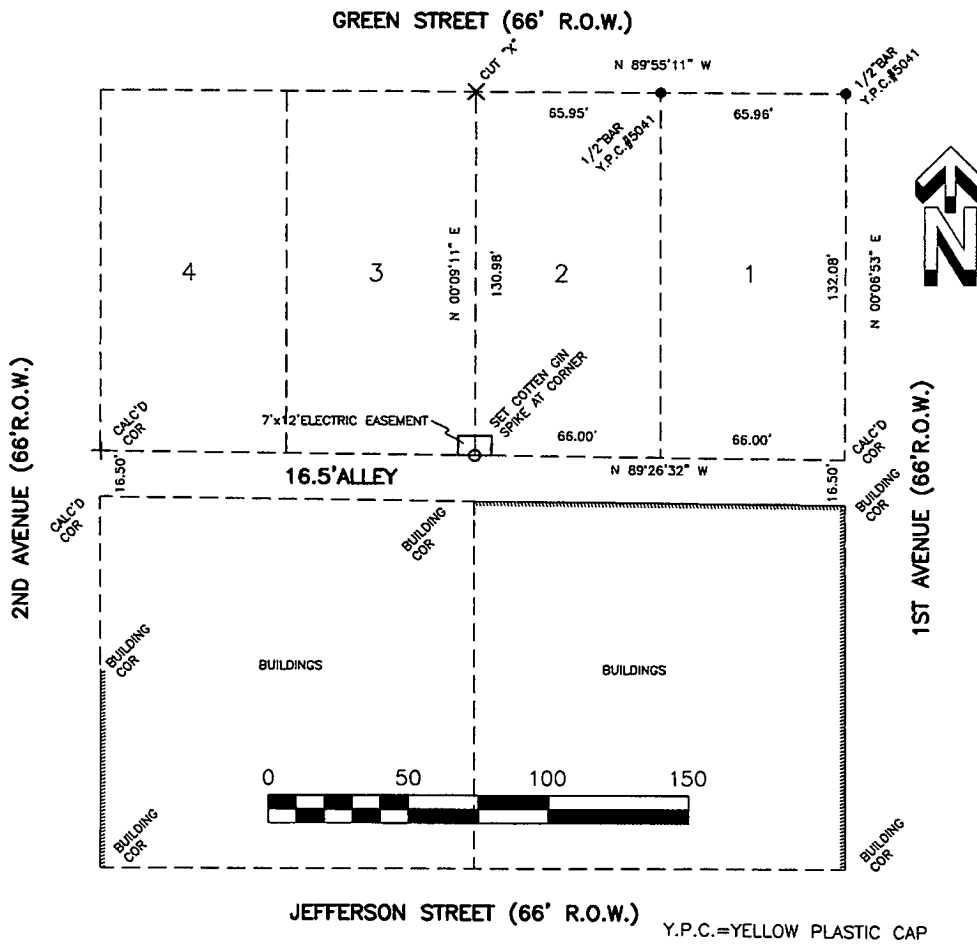 GREEN STREET (66' R.O.W.)
CUT "X"
N 89°55'11" W
1/2"BAR
Y.P.C.#5041
65.95'
65.96'
1/2"BAR
Y.P.C.#5041
N
4
3
N 00°09'11" E
130.98'
2
1
132.08'
N 00°06'53" E
2ND AVENUE (66'R.O.W.)
CALC'D
COR
7'x12'ELECTRIC EASEMENT
SET COTTEN GIN
SPIKE AT CORNER
66.00'
66.00'
CALC'D
COR
16.50'
16.5'ALLEY
N 89°26'32" W
16.50'
BUILDING
COR
CALC'D
COR
BUILDING
COR
1ST AVENUE (66'R.O.W.)
BUILDING
COR
BUILDINGS
BUILDINGS
0 50 100 150
BUILDING
COR
BUILDING
COR
JEFFERSON STREET (66' R.O.W.)
Y.P.C.=YELLOW PLASTIC CAP